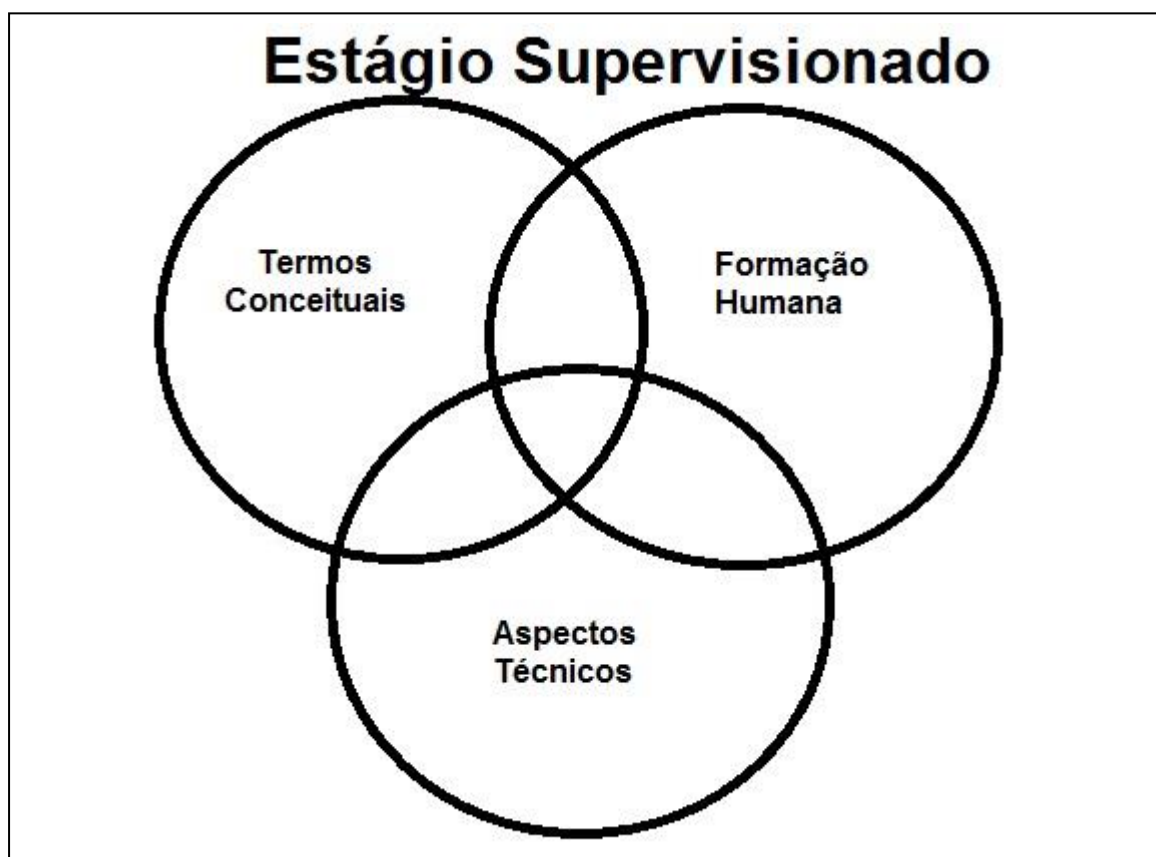 Estágio Supervisionado
Termos
Conceituais
Formação
Humana
Aspectos
Técnicos